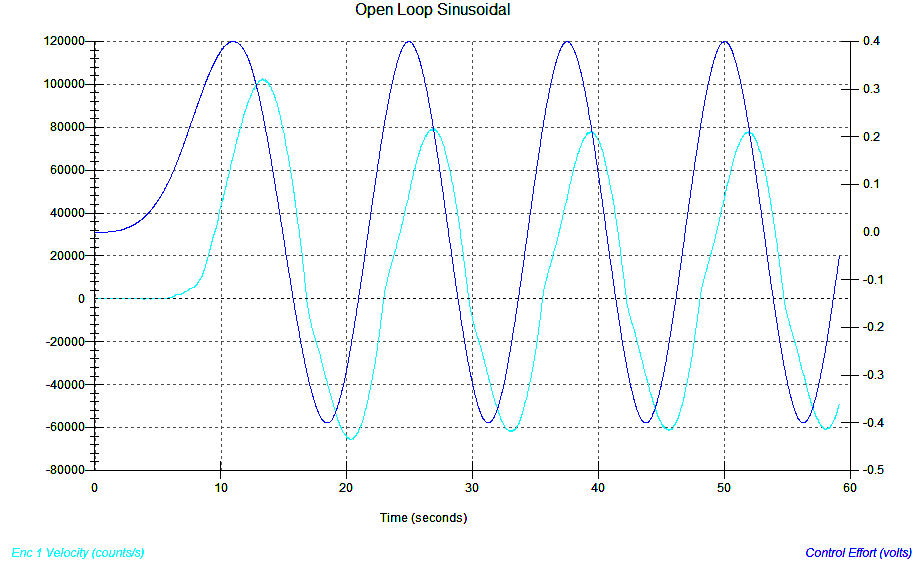 Open Loop Sinusoidal
120000 0.4
100000 0.3
80000 0.2
60000 0.1
40000 0.0
20000 -0.1
0 -0.2
-20000 -0.3
-40000 -0.4
-60000 -0.5
-80000
0 10 20 30 40 50 60
Time (seconds)
Enc 1 Velocity (counts/s) Control Effort (volts)